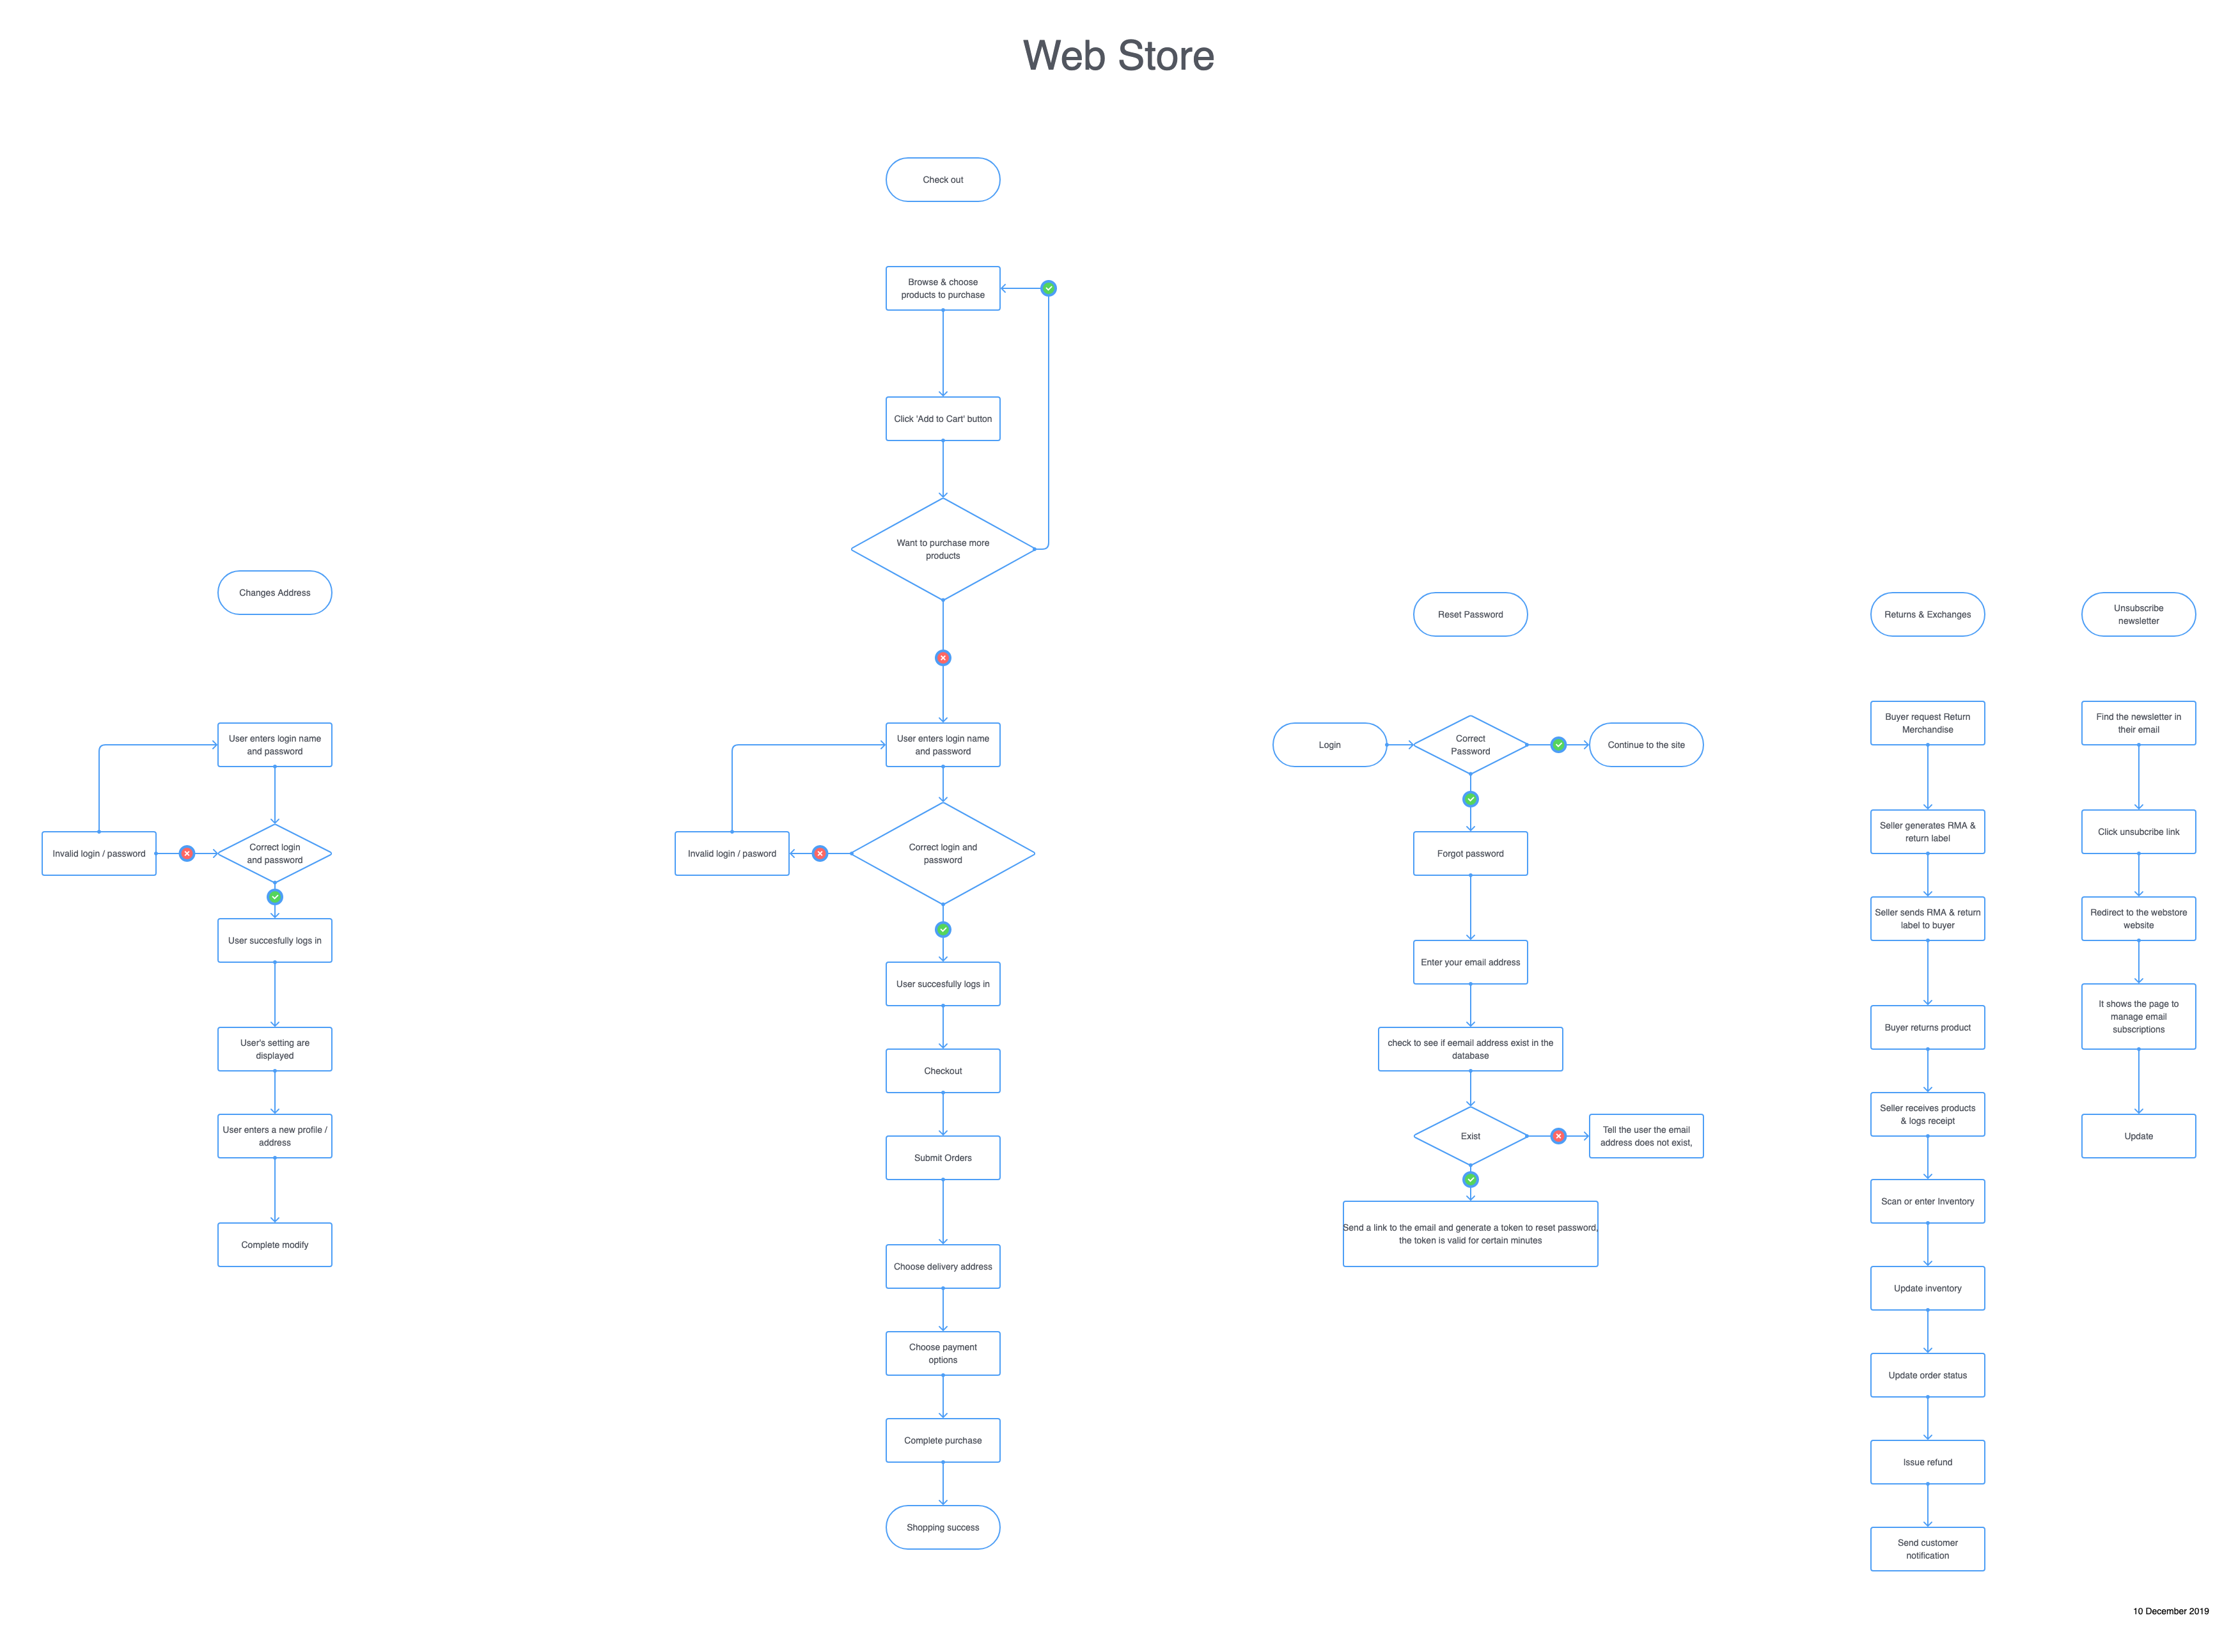 Web Store
Check out
Browse & choose
products to purchase
Click 'Add to Cart' button
Want to purchase more
products
User enters login name
and password
Correct login and
password
Invalid login / pasword
User succesfully logs in
Checkout
Submit Orders
Choose delivery address
Choose payment
options
Complete purchase
Shopping success
Changes Address
User enters login name
and password
Invalid login / password
Correct login
and password
User succesfully logs in
User's setting are
displayed
User enters a new profile /
address
Complete modify
Reset Password
Login
Correct
Password
Continue to the site
Forgot password
Enter your email address
check to see if eemail address exist in the
database
Exist
Tell the user the email
address does not exist,
Send a link to the email and generate a token to reset password,
the token is valid for certain minutes
Returns & Exchanges
Buyer request Return
Merchandise
Seller generates RMA &
return label
Seller sends RMA & return
label to buyer
Buyer returns product
Seller receives products
& logs receipt
Scan or enter Inventory
Update inventory
Update order status
Issue refund
Send customer
notification
Unsubscribe
newsletter
Find the newsletter in
their email
Click unsubcribe link
Redirect to the webstore
website
It shows the page to
manage email
subscriptions
Update
10 December 2019